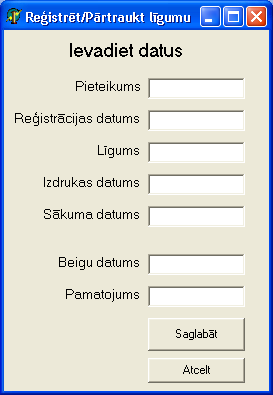 Reģistrēt/Pārtraukt līgumu
Ievadiet datus
Pieteikums
Reģistrācijas datums
Līgums
Izdrukas datums
Sākuma datums
Beigu datums
Pamatojums
Saglabāt
Atcelt